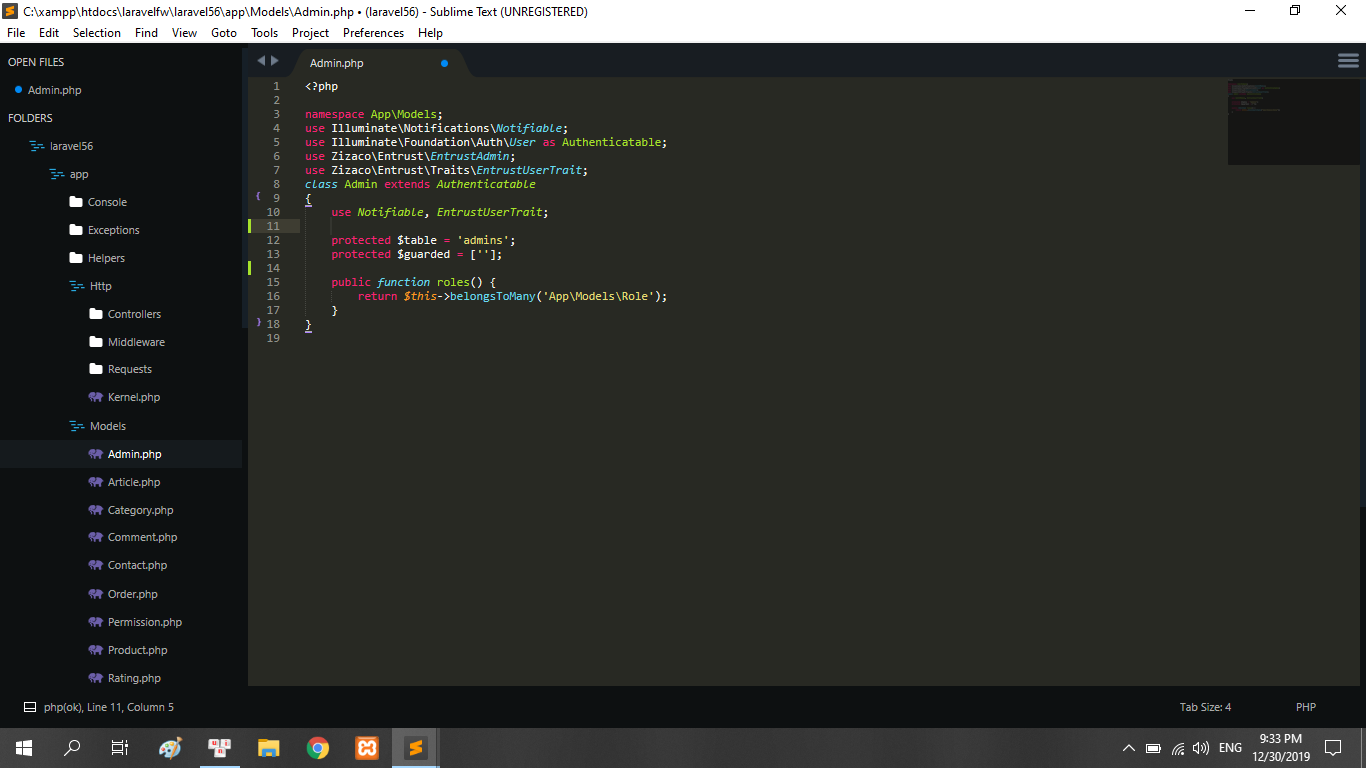 C:\xampp\htdocs\laravelfw\laravel56\app\Models\Admin.php • (laravel56) - Sublime Text (UNREGISTERED)
File Edit Selection Find View Goto Tools Project Preferences Help
OPEN FILES
Admin.php
FOLDERS
laravel56
app
Console
Exceptions
Helpers
Http
Controllers
Middleware
Requests
Kernel.php
Models
Admin.php
Article.php
Category.php
Comment.php
Contact.php
Order.php
Permission.php
Product.php
Rating.php
Admin.php
1 <?php
2
3 namespace App\Models;
4 use Illuminate\Notifications\Notifiable;
5 use Illuminate\Foundation\Auth\User as Authenticatable;
6 use Zizaco\Entrust\EntrustAdmin;
7 use Zizaco\Entrust\Traits\EntrustUserTrait;
8 class Admin extends Authenticatable
{ 9 {
10 use Notifiable, EntrustUserTrait;
11
12 protected $table = 'admins';
13 protected $guarded = [''];
14
15 public function roles() {
16 return $this->belongsToMany('App\Models\Role');
17 }
} 18 }
19
php(ok), Line 11, Column 5
Tab Size: 4
PHP
ENG
9:33 PM
12/30/2019